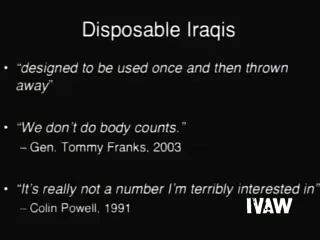 Disposable Iraqis
• “designed to be used once and then thrown
away”
• “We don’t do body counts.”
– Gen. Tommy Franks, 2003
• “It’s really not a number I’m terribly interested in”
– Colin Powell, 1991
IVAW